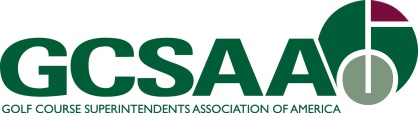 GCSAA
GOLF COURSE SUPERINTENDENTS ASSOCIATION OF AMERICA